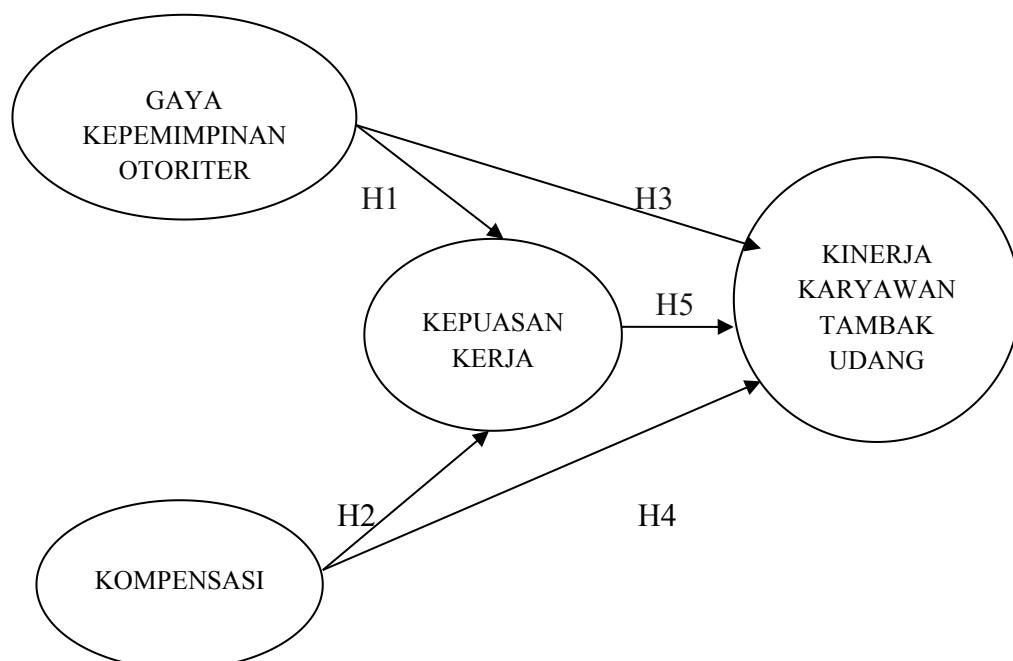 GAYA
KEPEMIMPINAN
OTORITER
H1
H3
KINERJA
KARYAWAN
TAMBAK
UDANG
KEPUASAN
KERJA
H5
H2
H4
KOMPENSASI